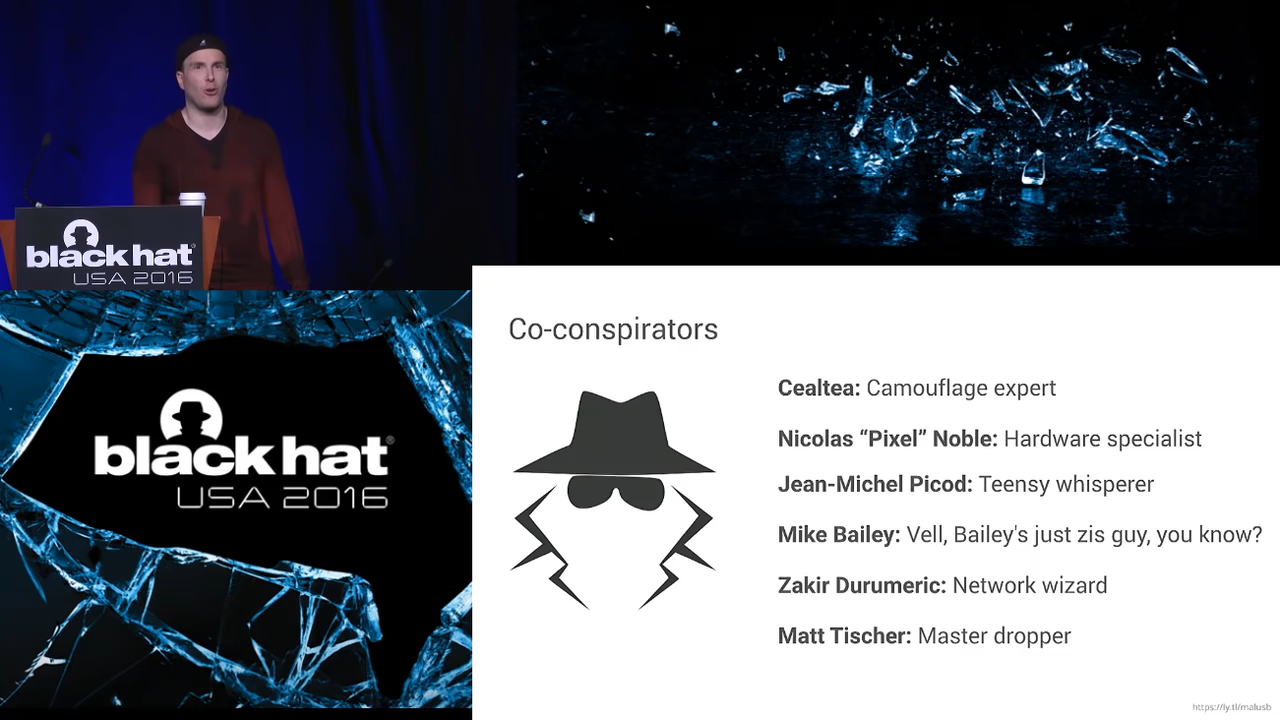 black hat
USA 2016
black hat®
USA 2016
Co-conspirators
Cealtea: Camouflage expert
Nicolas “Pixel” Noble: Hardware specialist
Jean-Michel Picod: Teensy whisperer
Mike Bailey: Vell, Bailey's just zis guy, you know?
Zakir Durumeric: Network wizard
Matt Tischer: Master dropper
https://ly.tl/malusb